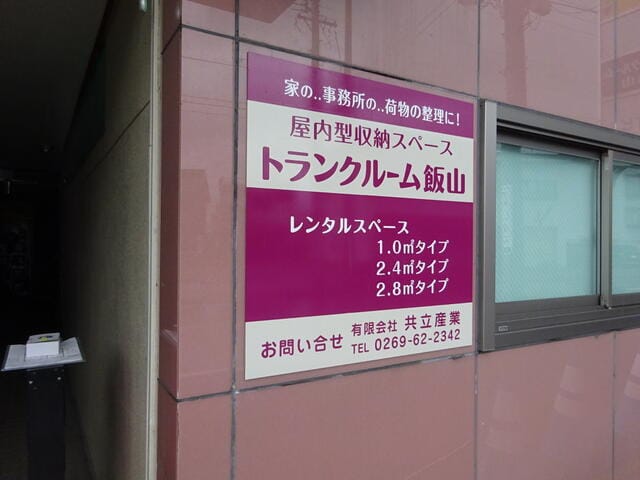 家の..事務所の..荷物の整理に!
屋内型収納スペース
トランクルーム飯山
レンタルスペース
1.0㎡タイプ
2.4㎡タイプ
2.8㎡タイプ
お問い合せ 有限会社 共立産業
TEL 0269-62-2342